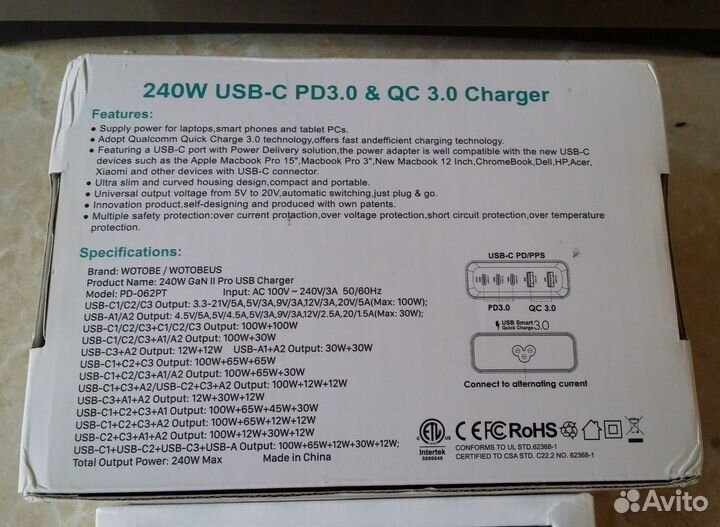 240W USB-C PD3.0 & QC 3.0 Charger
Features:
• Supply power for laptops,smart phones and tablet PCs.
• Adopt Qualcomm Quick Charge 3.0 technology,offers fast andefficient charging technology.
• Featuring a USB-C port with Power Delivery solution,the power adapter is well compatible with the new USB-C
devices such as the Apple Macbook Pro 15",Macbook Pro 3",New Macbook 12 Inch,ChromeBook,Dell,HP,Acer,
Xiaomi and other devices with USB-C connector.
• Ultra slim and curved housing design,compact and portable.
• Universal output voltage from 5V to 20V,automatic switching,just plug & go.
• Innovation product,self-designing and produced with own patents.
• Multiple safety protection:over current protaction,over voltage protection,short circuit protection,over temperature
protection.
Specifications:
Brand: WOTOBE / WOTOBEUS
Product Name: 240W GaN II Pro USB Charger
Model: PD-062PT Input: AC 100V~240V/3A 50/60Hz
USB-C1/C2/C3 Output: 3.3-21V/5A,5V/3A,9V/3A,12V/3A,20V/5A(Max: 100W);
USB-A1/A2 Output: 4.5V/5A,5V/4.5A,5V/3A,9V/3A,12V/2.5A,20/1.5A(Max: 30W);
USB-C1/C2/C3+C1/C2/C3 Output: 100W+100W
USB-C1/C2/C3+A1/A2 Output: 100W+30W
USB-C3+A2 Output: 12W+12W USB-A1+A2 Output: 30W+30W
USB-C1+C2+C3 Output: 100W+65W+65W
USB-C1+C2/C3+A1/A2 Output: 100W+65W+30W
USB-C1+C3+A2/USB-C2+C3+A2 Output: 100W+12W+12W
USB-C3+A1+A2 Output: 12W+30W+12W
USB-C1+C2+C3+A1 Output: 100W+65W+45W+30W
USB-C1+C2+C3+A2 Output: 100W+65W+12W+12W
USB-C2+C3+A1+A2 Output: 100W+12W+30W+12W
USB-C1+USB-C2+USB-C3+USB-A Output: 100W+65W+12W+30W+12W;
Total Output Power: 240W Max Made in China
USB-C PD/PPS
PD3.0 QC 3.0
USB Smart
Quick Charge 3.0
Connect to alternating current
c ETL us
Intertek
5000046
CE FC RoHS
CONFORMS TO UL STD.62368-1
CERTIFIED TO CSA STD. C22.2 NO. 62368-1
Avito